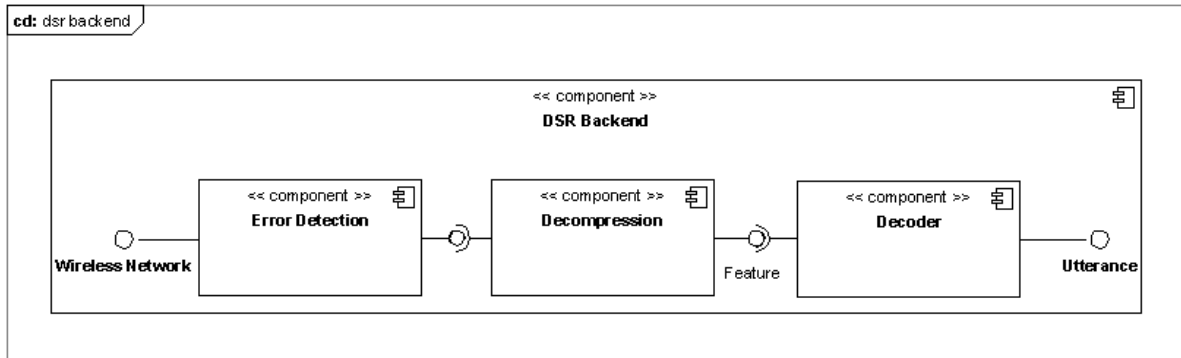 cd: dsr backend
<< component >>
DSR Backend
<< component >>
Error Detection
<< component >>
Decompression
<< component >>
Decoder
Wireless Network
Feature
Utterance